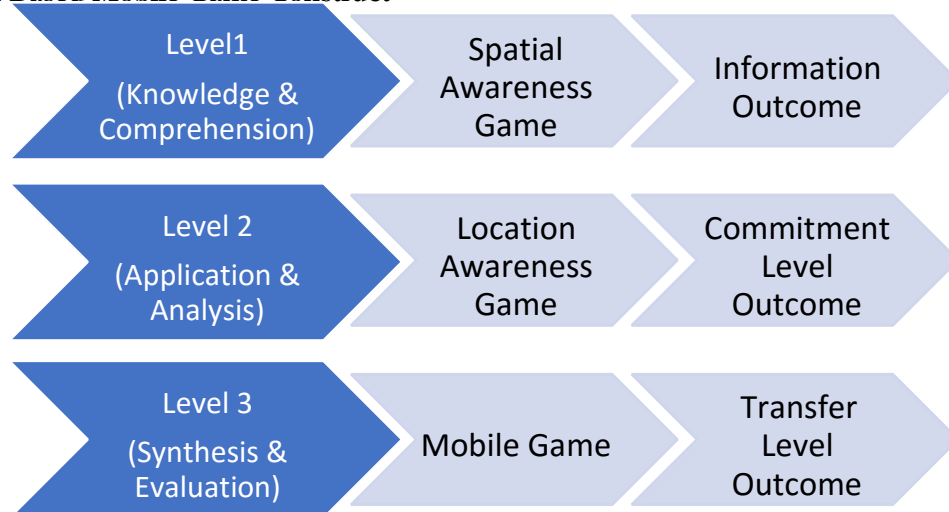 Level1
(Knowledge &
Comprehension)
Spatial
Awareness
Game
Information
Outcome
Level 2
(Application &
Analysis)
Location
Awareness
Game
Commitment
Level
Outcome
Level 3
(Synthesis &
Evaluation)
Mobile Game
Transfer
Level
Outcome